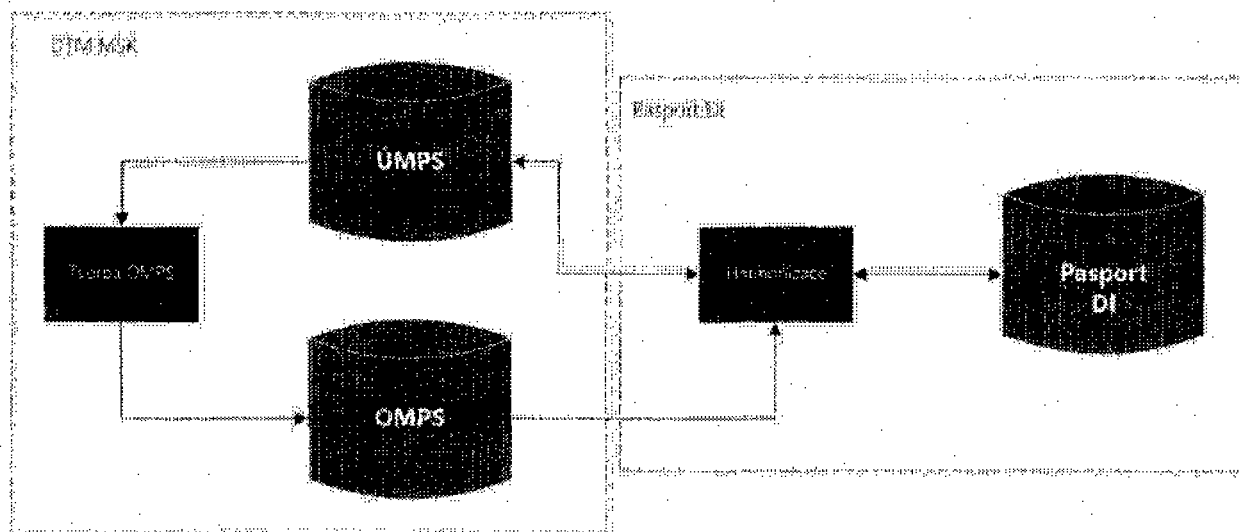 DTM MSK
ÚMPS
Pasport DI
Tvorba OMPS
Harmonizace
Pasport
DI
OMPS